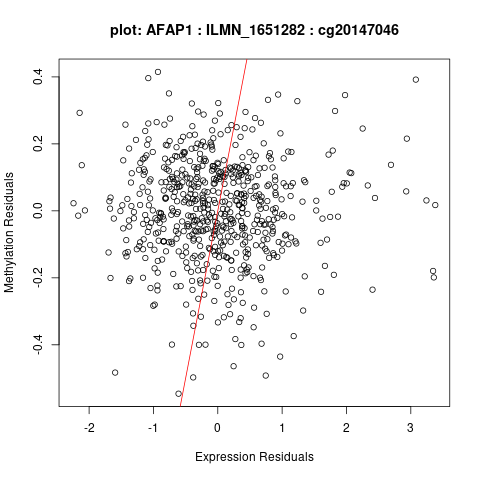 plot: AFAP1 : ILMN_1651282 : cg20147046
Methylation Residuals
0.4
0.2
0.0
-0.2
-0.4
-2 -1 0 1 2 3
Expression Residuals